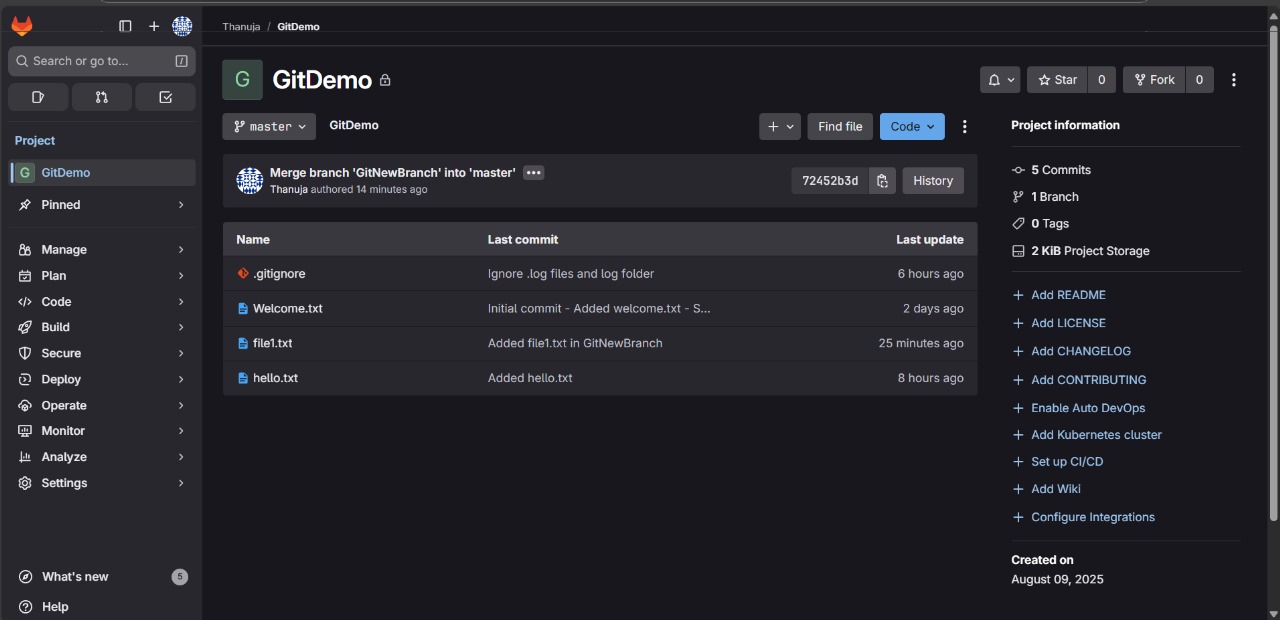 Thanuja / GitDemo
Search or go to... /
Project
G GitDemo
Pinned
Manage
Plan
Code
Build
Secure
Deploy
Operate
Monitor
Analyze
Settings
What's new 5
Help
G GitDemo
Star 0 Fork 0
master GitDemo Find file Code
Merge branch 'GitNewBranch' into 'master'
Thanuja authored 14 minutes ago
72452b3d History
Name Last commit Last update
.gitignore Ignore .log files and log folder 6 hours ago
Welcome.txt Initial commit - Added welcome.txt - S... 2 days ago
file1.txt Added file1.txt in GitNewBranch 25 minutes ago
hello.txt Added hello.txt 8 hours ago
Project information
5 Commits
1 Branch
0 Tags
2 KiB Project Storage
Add README
Add LICENSE
Add CHANGELOG
Add CONTRIBUTING
Enable Auto DevOps
Add Kubernetes cluster
Set up CI/CD
Add Wiki
Configure Integrations
Created on
August 09, 2025